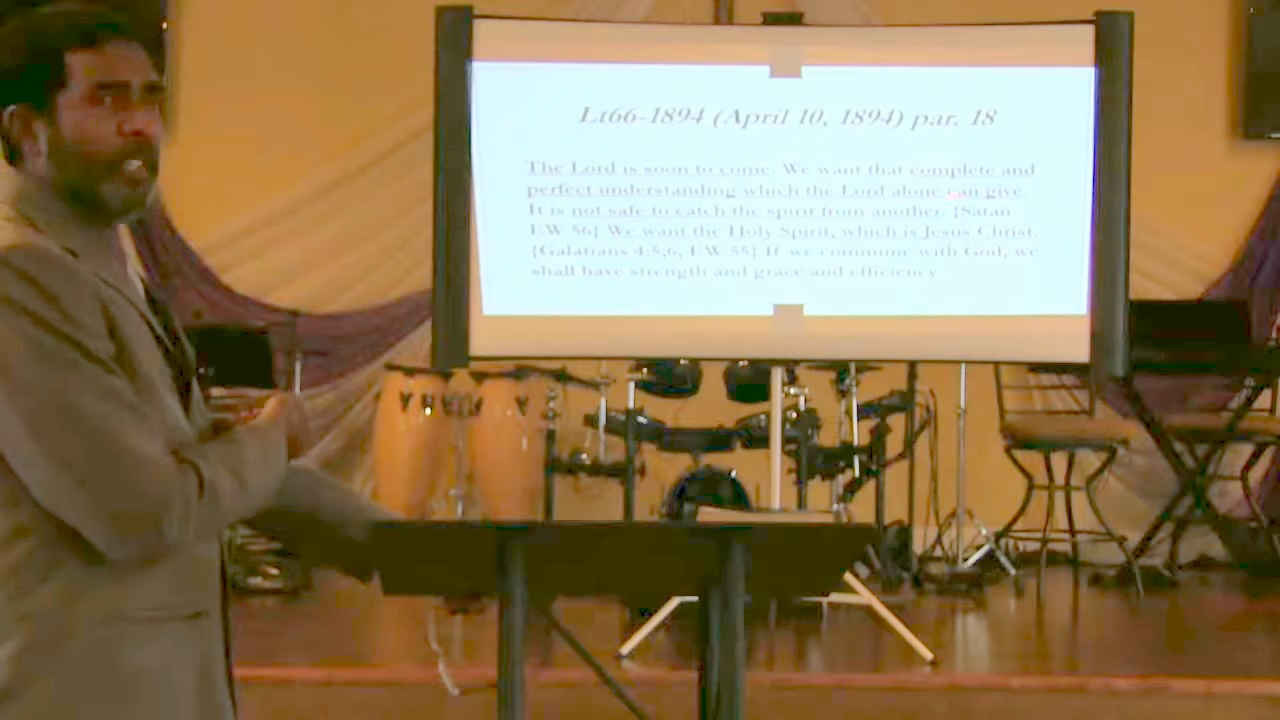 Lt66-1894 (April 10, 1894) par. 18
The Lord is soon to come. We want that complete and
perfect understanding which the Lord alone can give.
It is not safe to catch the spirit from another. {Satan
EW 56} We want the Holy Spirit, which is Jesus Christ.
{Galatians 4:5;6, EW 55} If we commune with God, we
shall have strength and grace and efficiency.